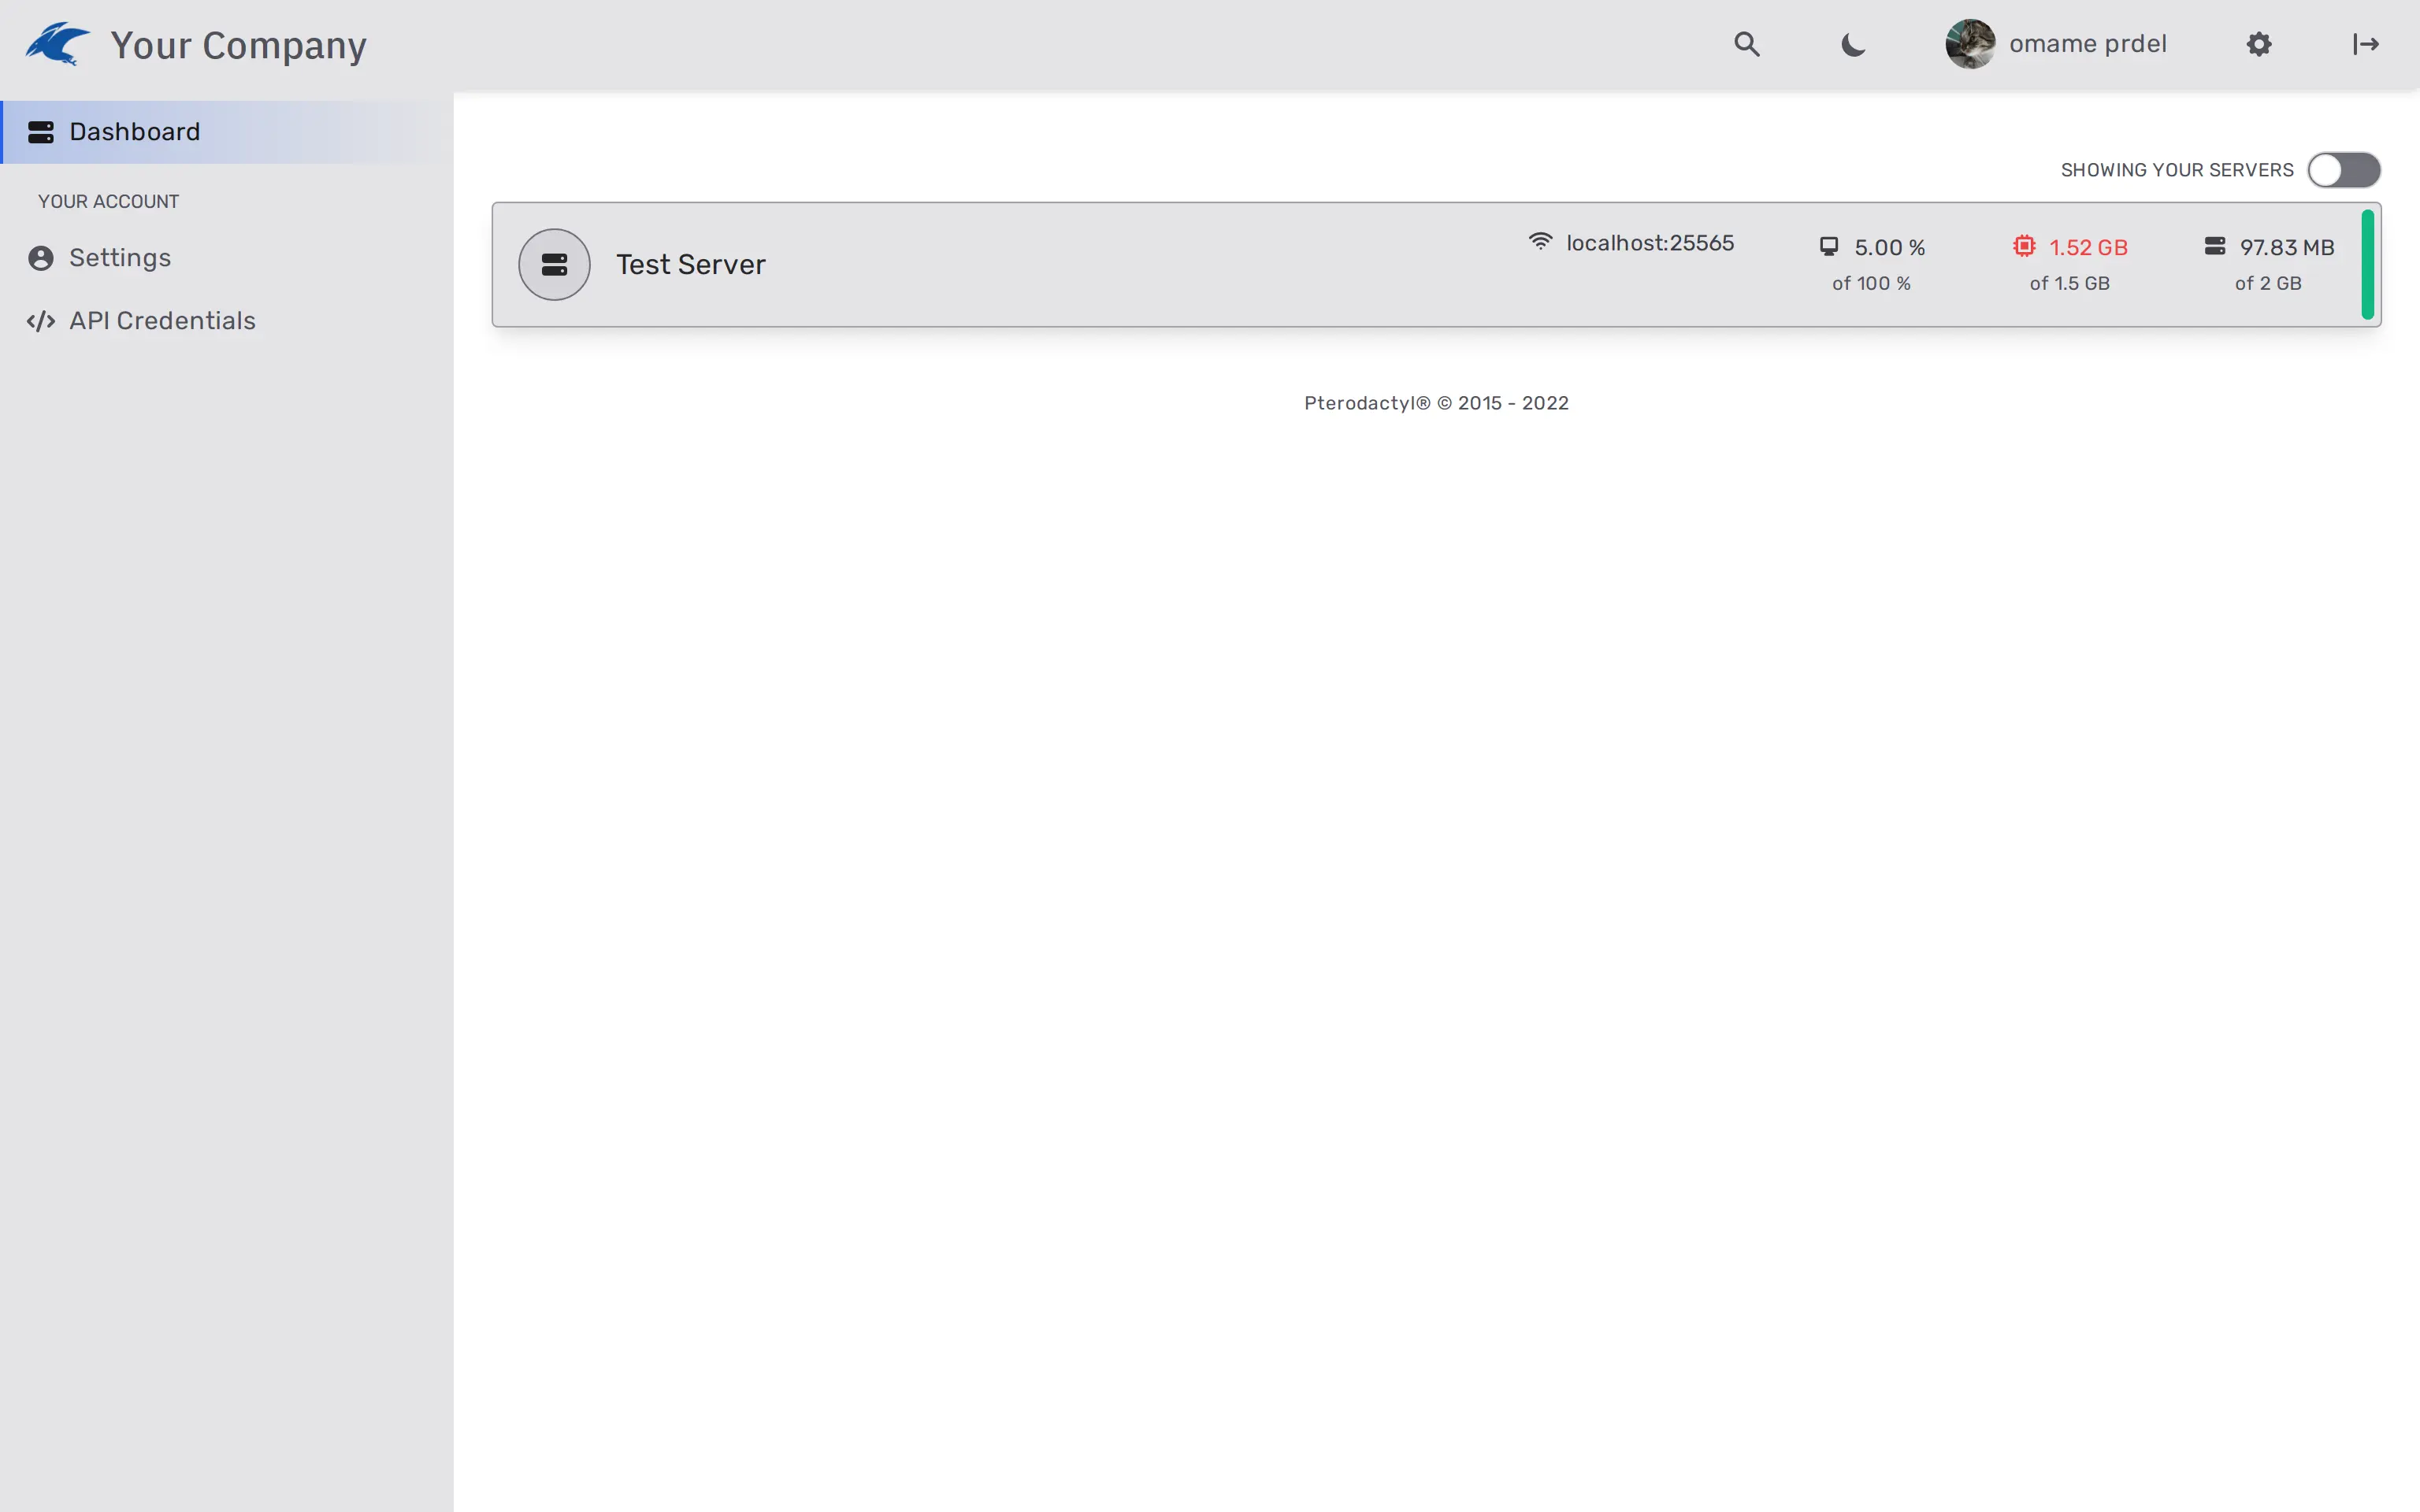 Your Company
omame prdel
Dashboard
YOUR ACCOUNT
Settings
API Credentials
SHOWING YOUR SERVERS
Test Server
localhost:25565
5.00 %
of 100 %
1.52 GB
of 1.5 GB
97.83 MB
of 2 GB
Pterodactyl® © 2015 - 2022